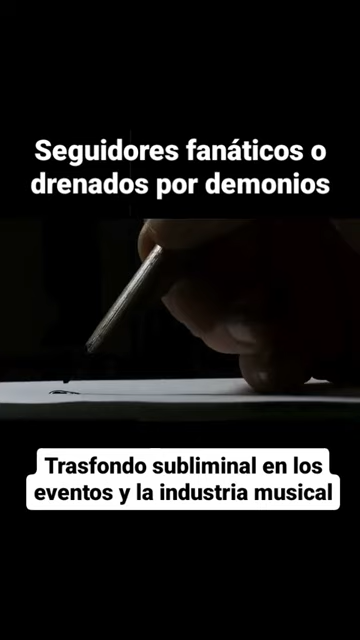 Seguidores fanáticos o
drenados por demonios
Trasfondo subliminal en los
eventos y la industria musical